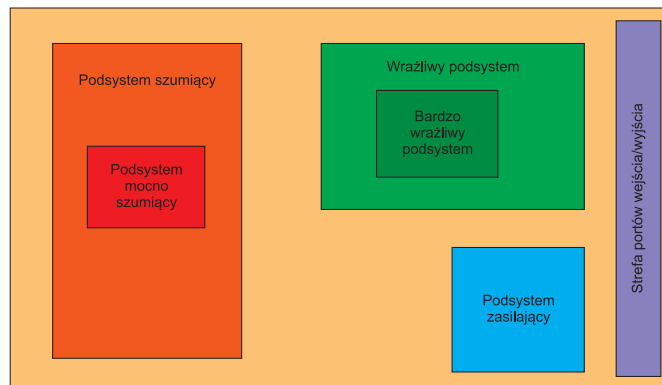 Podsystem szumiący
Podsystem
mocno
szumiący
Wrażliwy podsystem
Bardzo
wrażliwy
podsystem
Podsystem
zasilający
Strefa portów wejścia/wyjścia